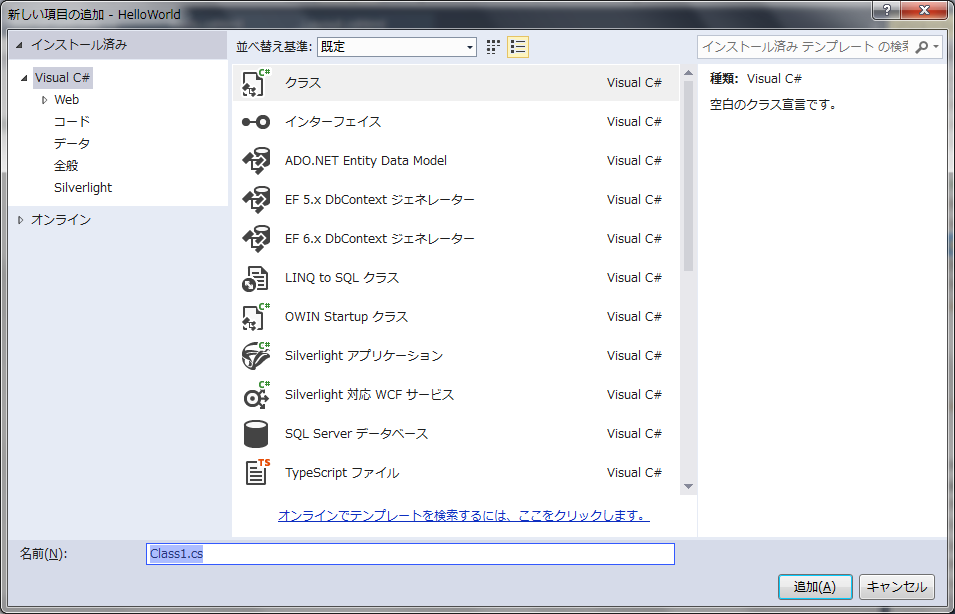 新しい項目の追加 - HelloWorld
インストール済み
並べ替え基準: 既定
インストール済み テンプレート の検索
Visual C#
Web
コード
データ
全般
Silverlight
オンライン
クラス Visual C#
インターフェイス Visual C#
ADO.NET Entity Data Model Visual C#
EF 5.x DbContext ジェネレーター Visual C#
EF 6.x DbContext ジェネレーター Visual C#
LINQ to SQL クラス Visual C#
OWIN Startup クラス Visual C#
Silverlight アプリケーション Visual C#
Silverlight 対応 WCF サービス Visual C#
SQL Server データベース Visual C#
TypeScript ファイル Visual C#
オンラインでテンプレートを検索するには、ここをクリックします。
種類: Visual C#
空白のクラス宣言です。
名前(N): Class1.cs
追加(A) キャンセル